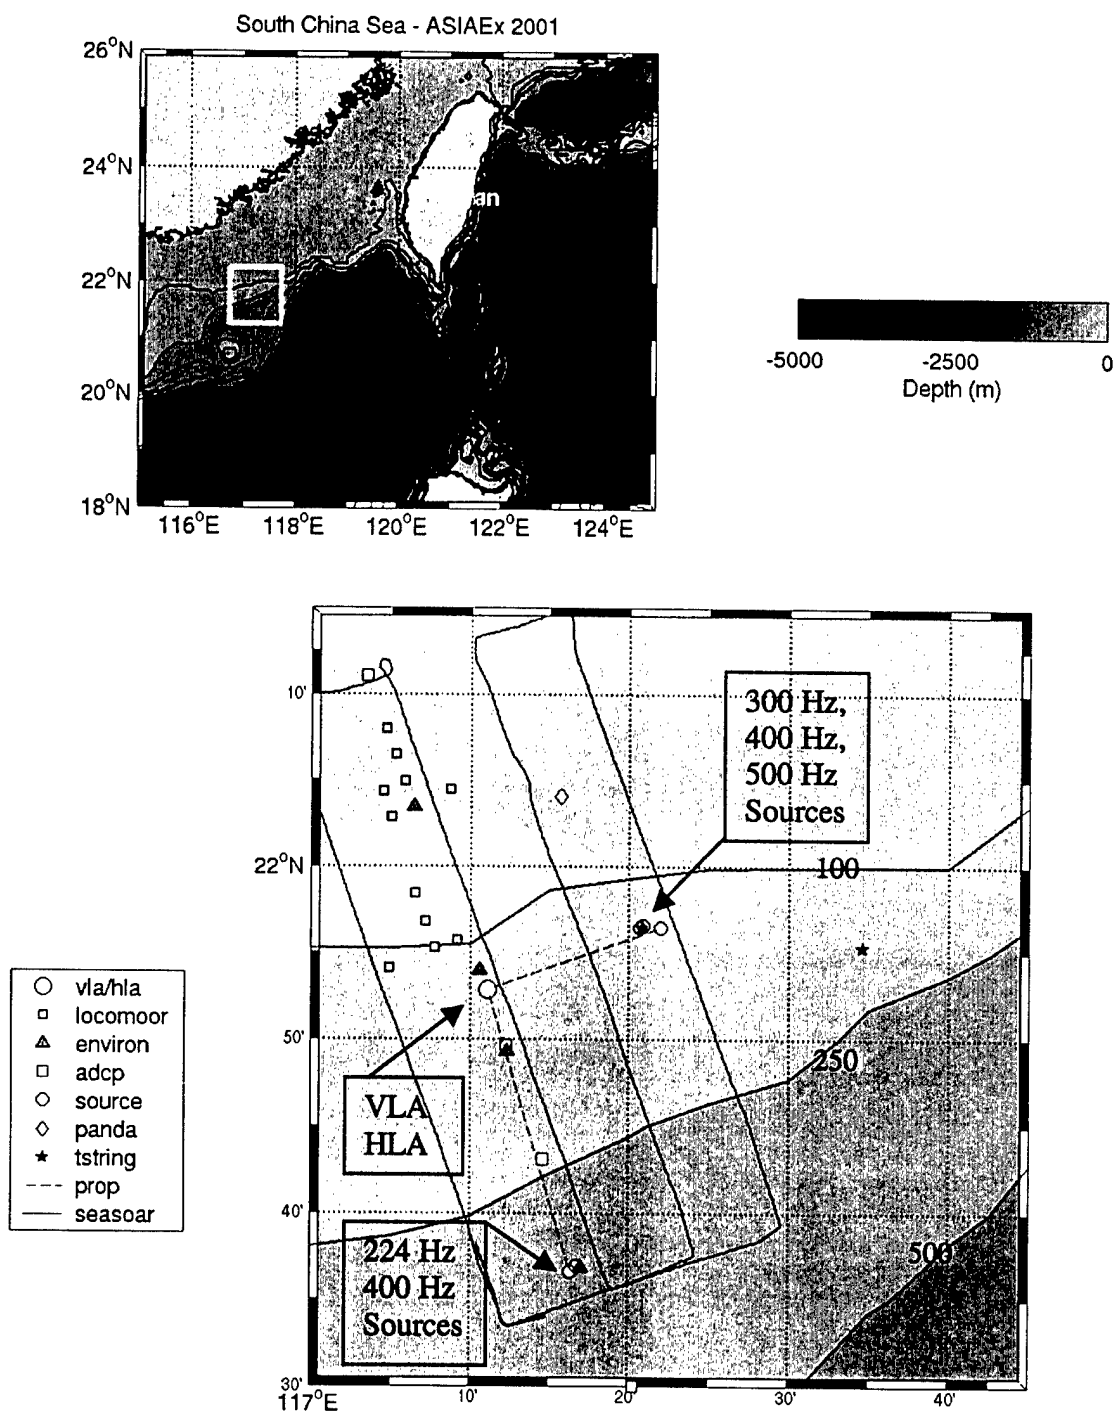 South China Sea - ASIAEx 2001
26°N
24°N
22°N
20°N
18°N
116°E
118°E
120°E
122°E
124°E
an
-5000
-2500
0
Depth (m)
10'
22°N
50'
40'
30'
117°E
10'
20'
30'
40'
300 Hz,
400 Hz,
500 Hz
Sources
100
250
500
VLA
HLA
224 Hz
400 Hz
Sources
vla/hla
locomoor
environ
adcp
source
panda
tstring
prop
seasoar